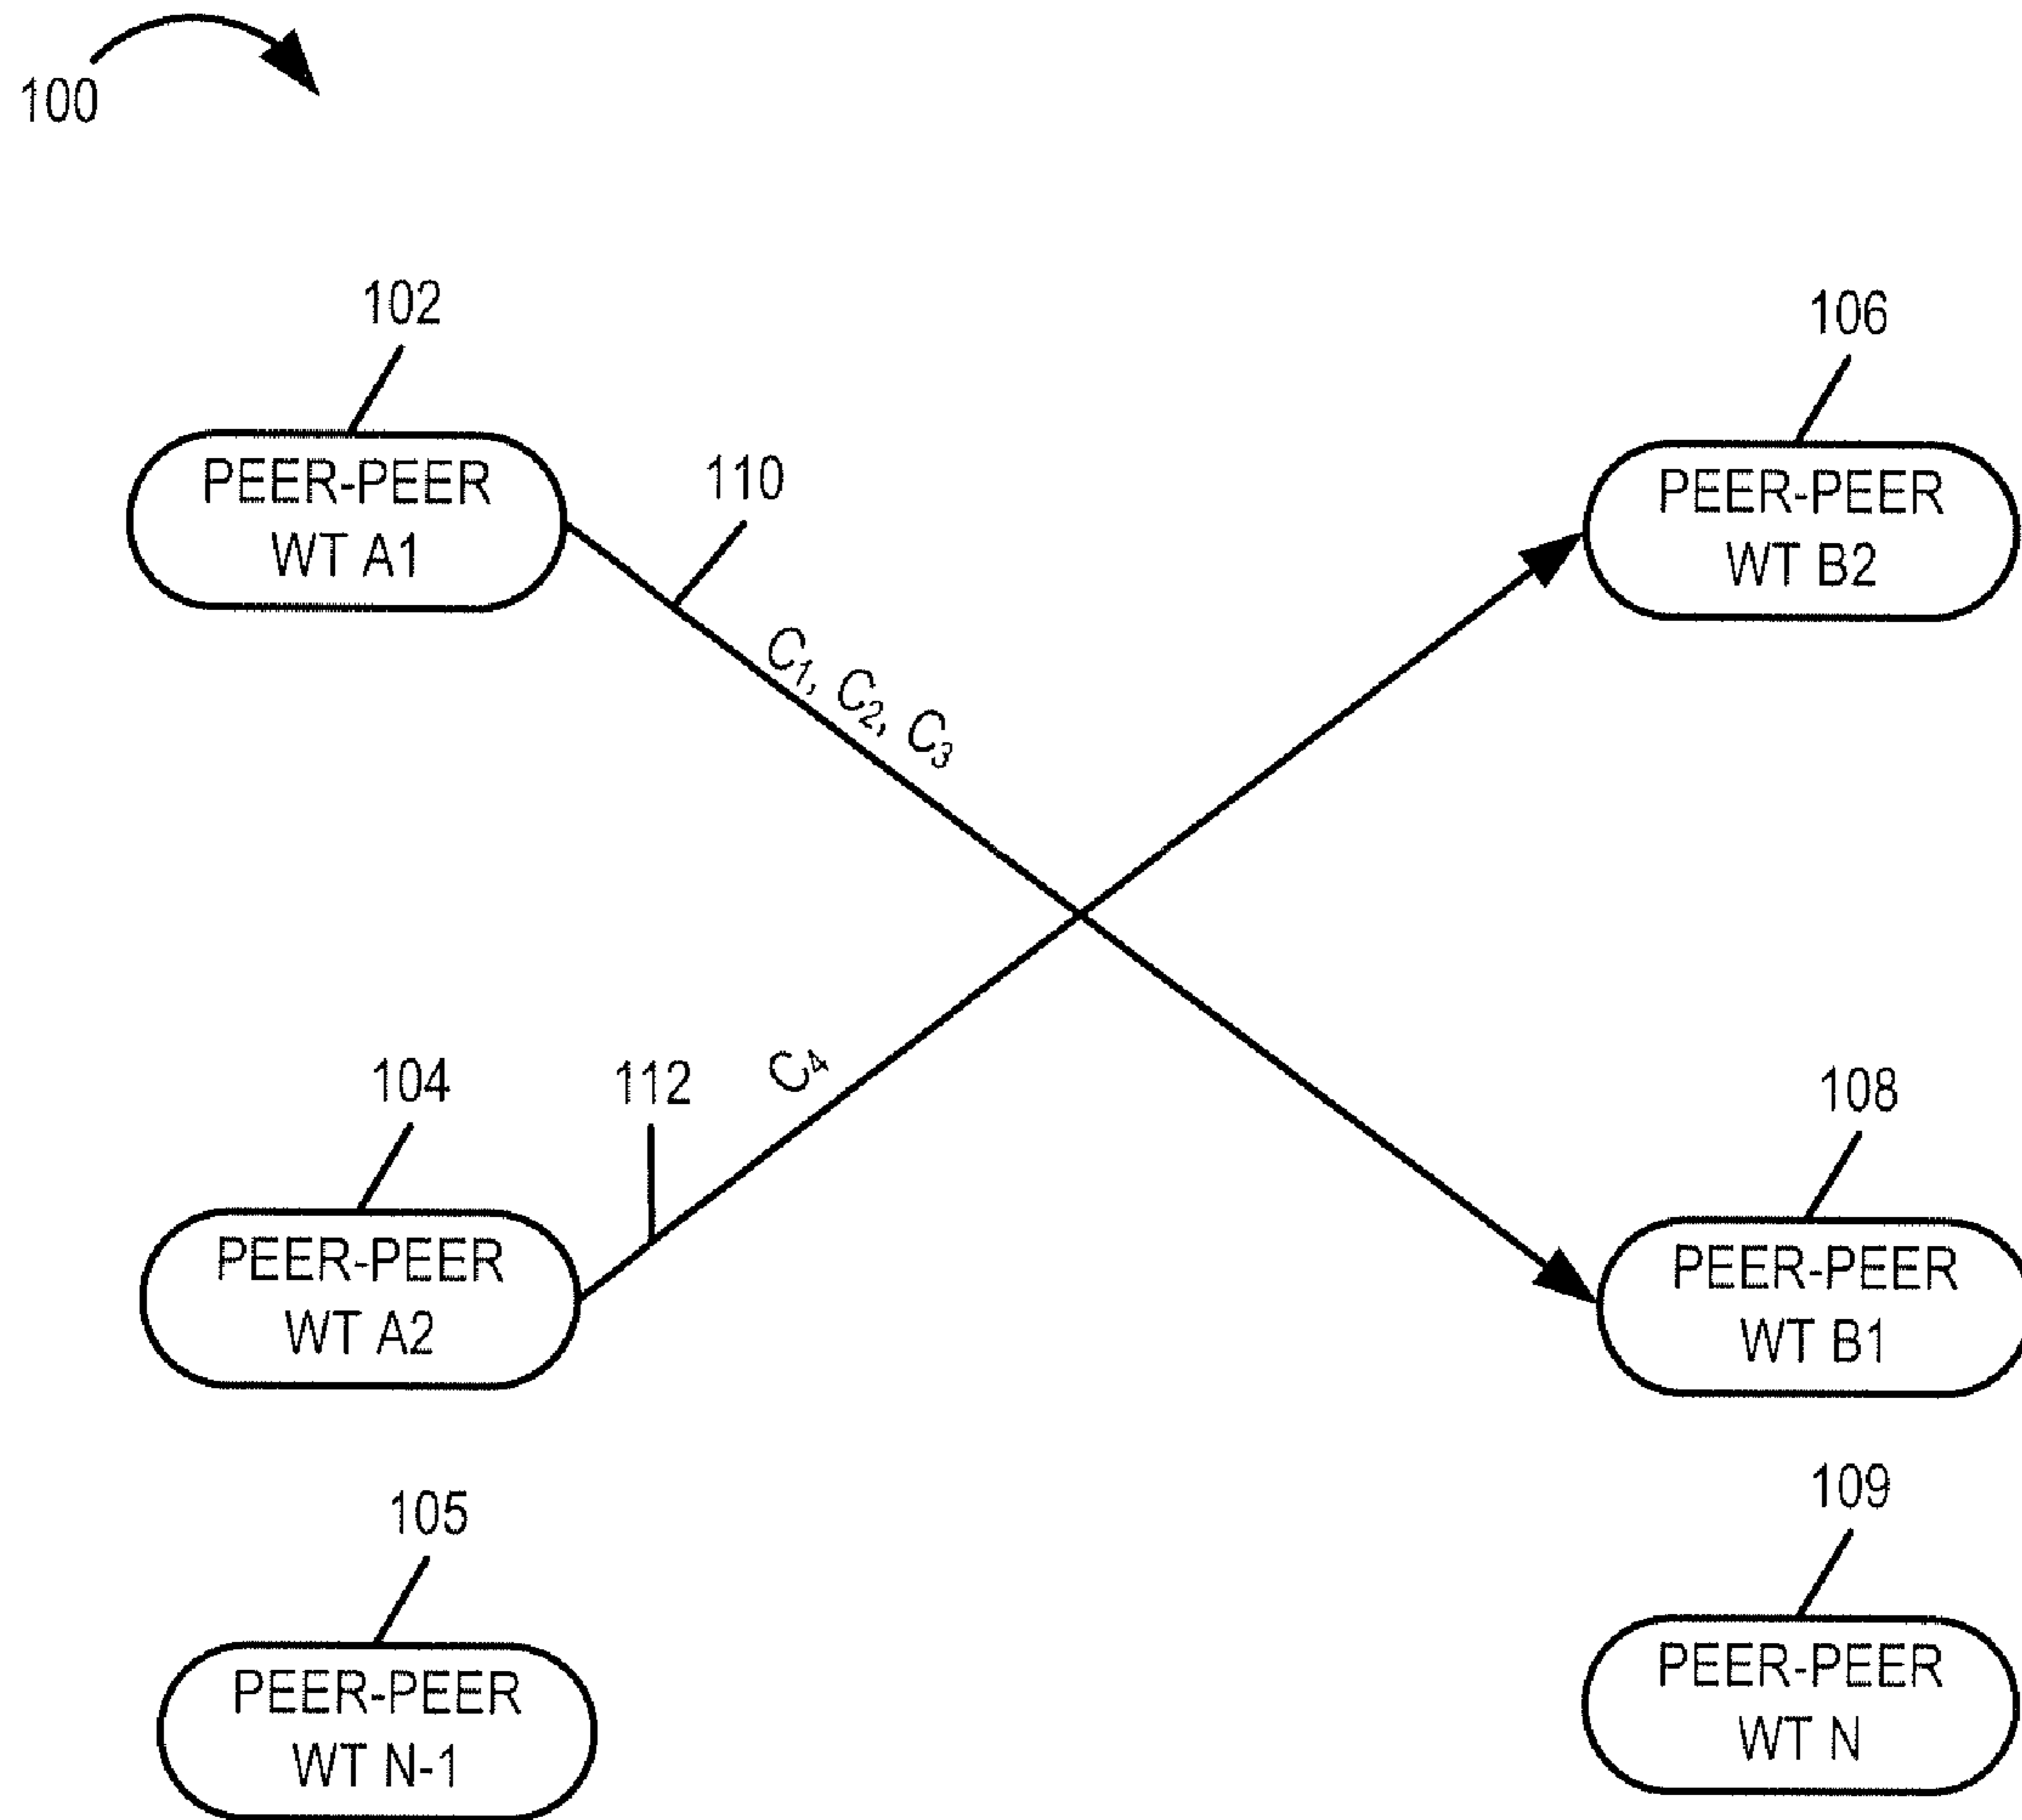 100
102
106
PEER-PEER
WT A1
110
PEER-PEER
WT B2
C1, C2, C3
104
112
C4
108
PEER-PEER
WT A2
PEER-PEER
WT B1
105
109
PEER-PEER
WT N-1
PEER-PEER
WT N